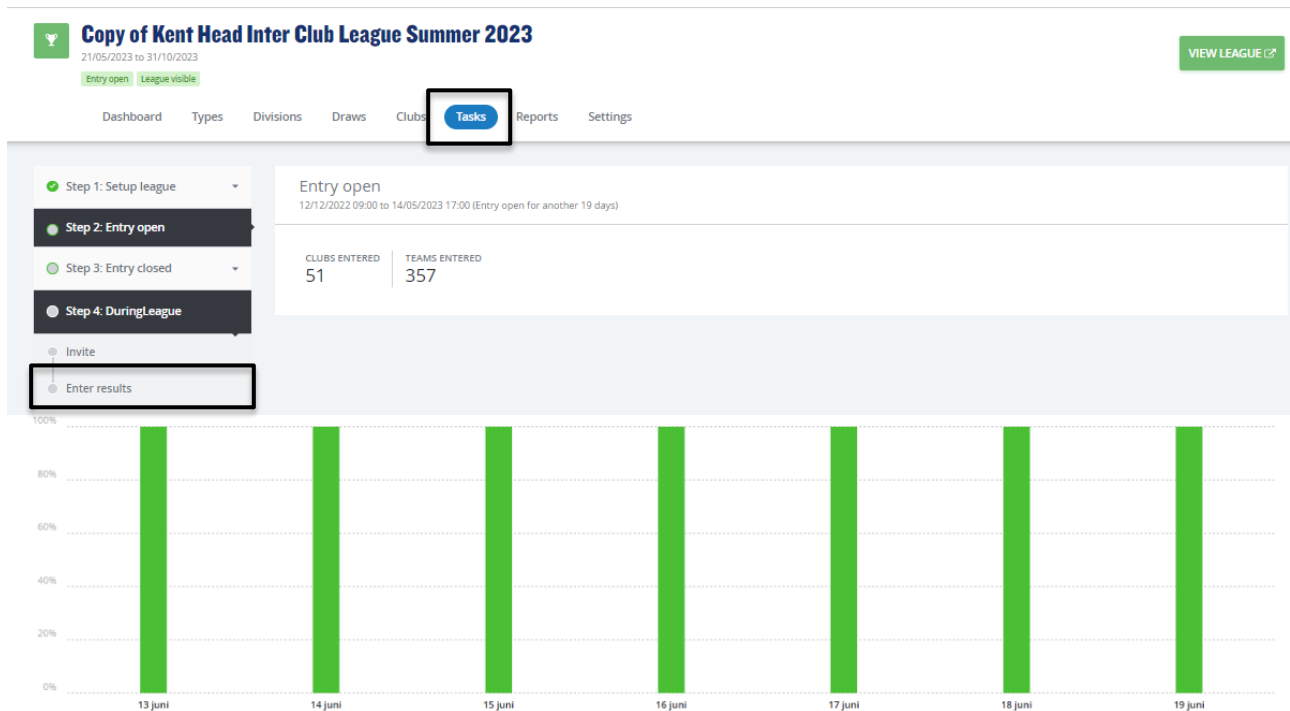 Copy of Kent Head Inter Club League Summer 2023
21/05/2023 to 31/10/2023
Entry open League visible
VIEW LEAGUE
Dashboard Types Divisions Draws Clubs Tasks Reports Settings
Step 1: Setup league
Step 2: Entry open
Step 3: Entry closed
Step 4: DuringLeague
Invite
Enter results
Entry open
12/12/2022 09:00 to 14/05/2023 17:00 (Entry open for another 19 days)
CLUBS ENTERED TEAMS ENTERED
51 357
100%
80%
60%
40%
20%
0%
13 juni 14 juni 15 juni 16 juni 17 juni 18 juni 19 juni